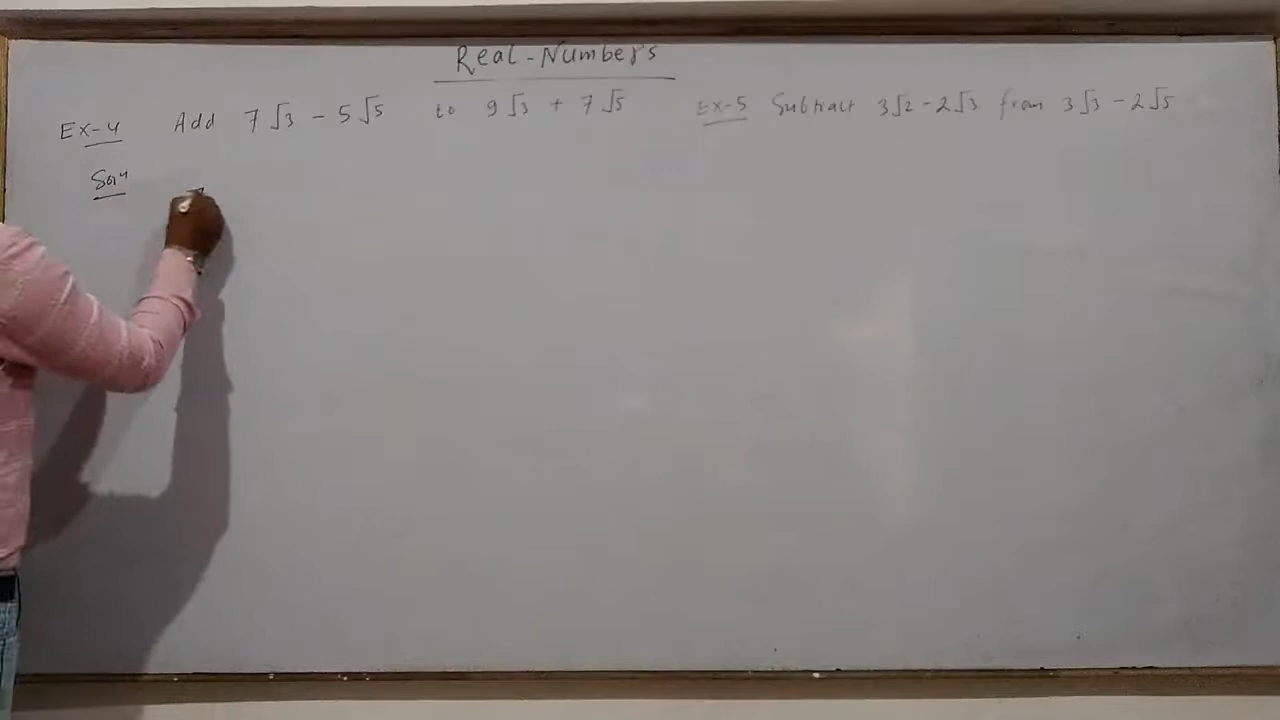 Real-Numbers
Ex-4 Add 7√3 - 5√5 to 9√3 + 7√5
Ex-5 Subtract 3√2 - 2√3 from 3√3 - 2√5
Solⁿ